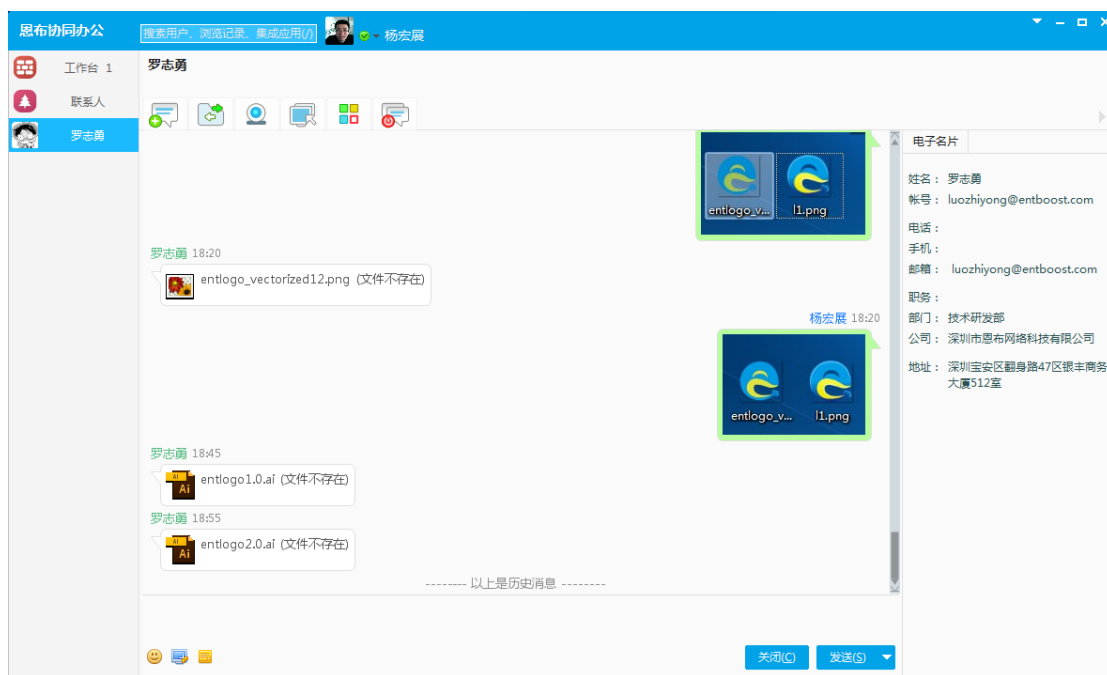 恩布协同办公
搜索用户、浏览记录、集成应用(/)
杨宏展
工作台 1
联系人
罗志勇
罗志勇
entlogo_v...
l1.png
罗志勇 18:20
entlogo_vectorized12.png (文件不存在)
杨宏展 18:20
entlogo_v...
l1.png
罗志勇 18:45
Ai
entlogo1.0.ai (文件不存在)
罗志勇 18:55
Ai
entlogo2.0.ai (文件不存在)
-------- 以上是历史消息 --------
关闭(C)
发送(S)
电子名片
姓名： 罗志勇
帐号： luozhiyong@entboost.com
电话：
手机：
邮箱： luozhiyong@entboost.com
职务：
部门： 技术研发部
公司： 深圳市恩布网络科技有限公司
地址： 深圳宝安区翻身路47区银丰商务
大厦512室